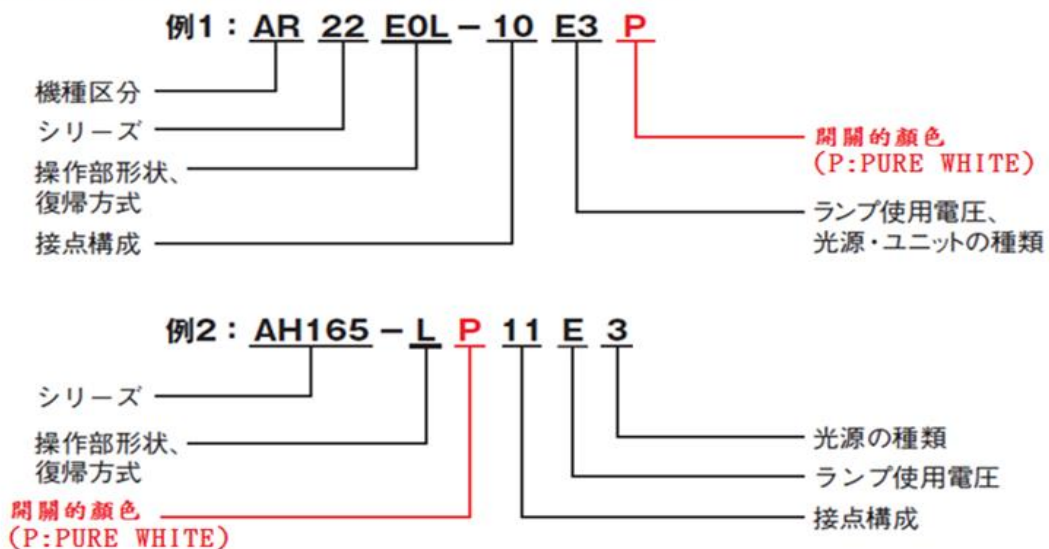 例1：AR 22 E0L－10 E3 P
機種区分
シリーズ
操作部形状、
復帰方式
接点構成
開關的顏色
(P:PURE WHITE)
ランプ使用電圧、
光源・ユニットの種類
例2：AH165－L P 11 E 3
シリーズ
操作部形状、
復帰方式
開關的顏色
(P:PURE WHITE)
光源の種類
ランプ使用電圧
接点構成